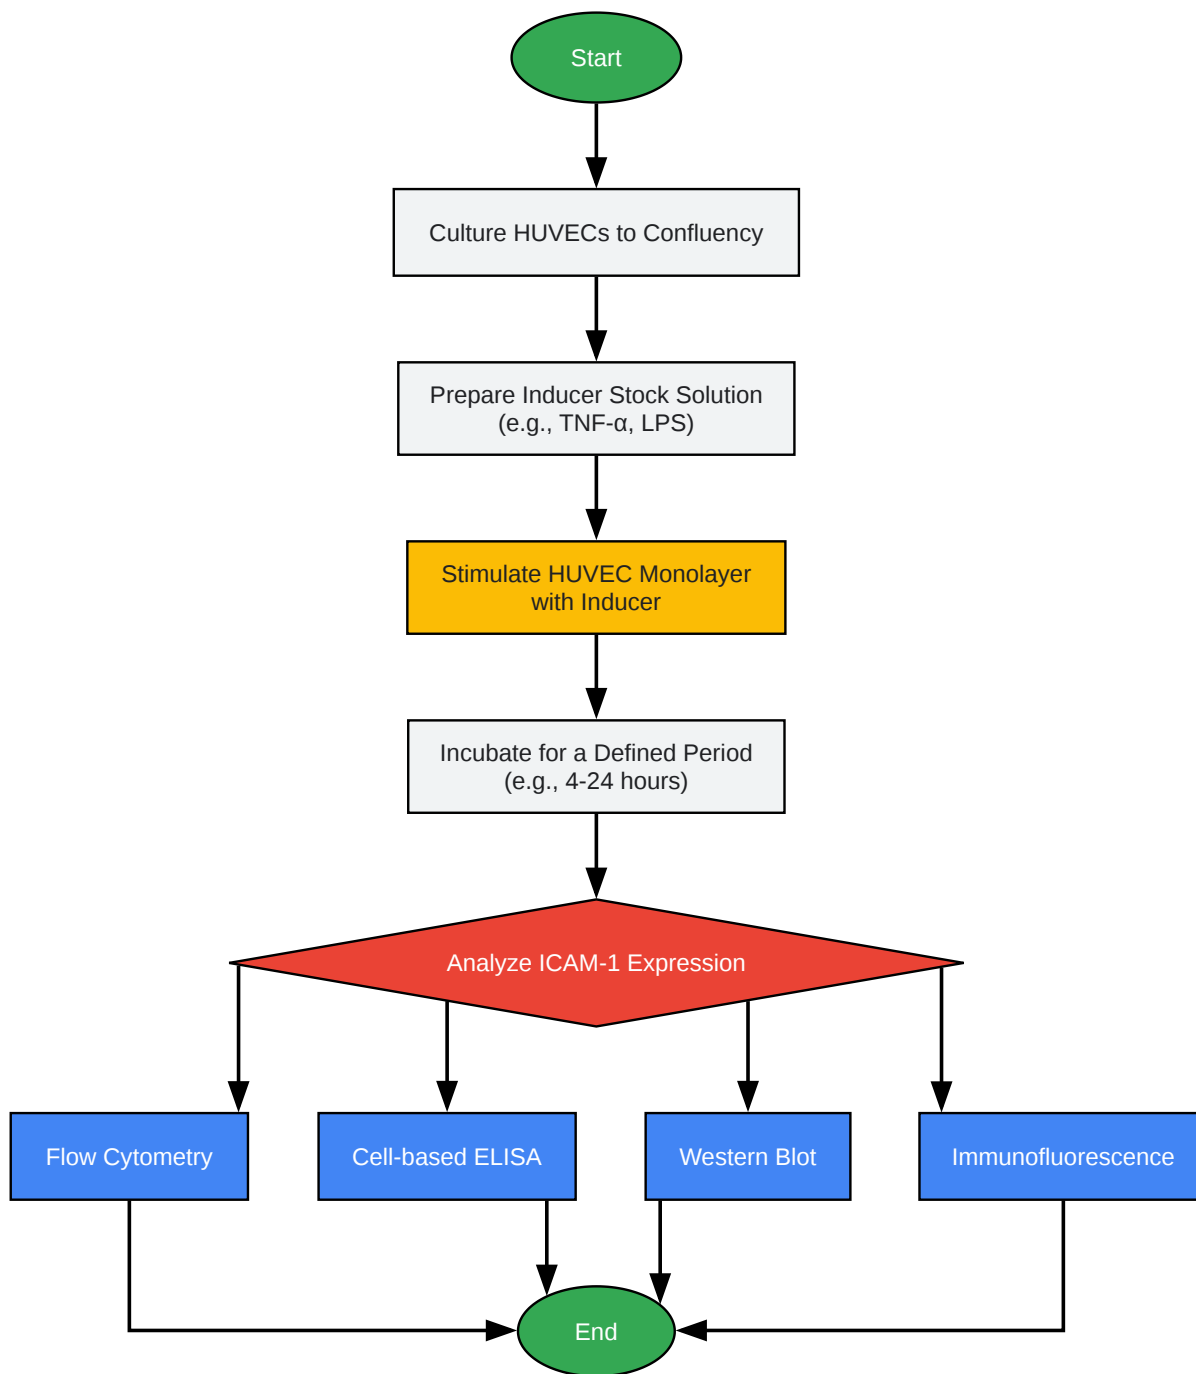 Start
Culture HUVECs to Confluency
Prepare Inducer Stock Solution
(e.g., TNF-α, LPS)
Stimulate HUVEC Monolayer
with Inducer
Incubate for a Defined Period
(e.g., 4-24 hours)
Analyze ICAM-1 Expression
Flow Cytometry
Cell-based ELISA
Western Blot
Immunofluorescence
End